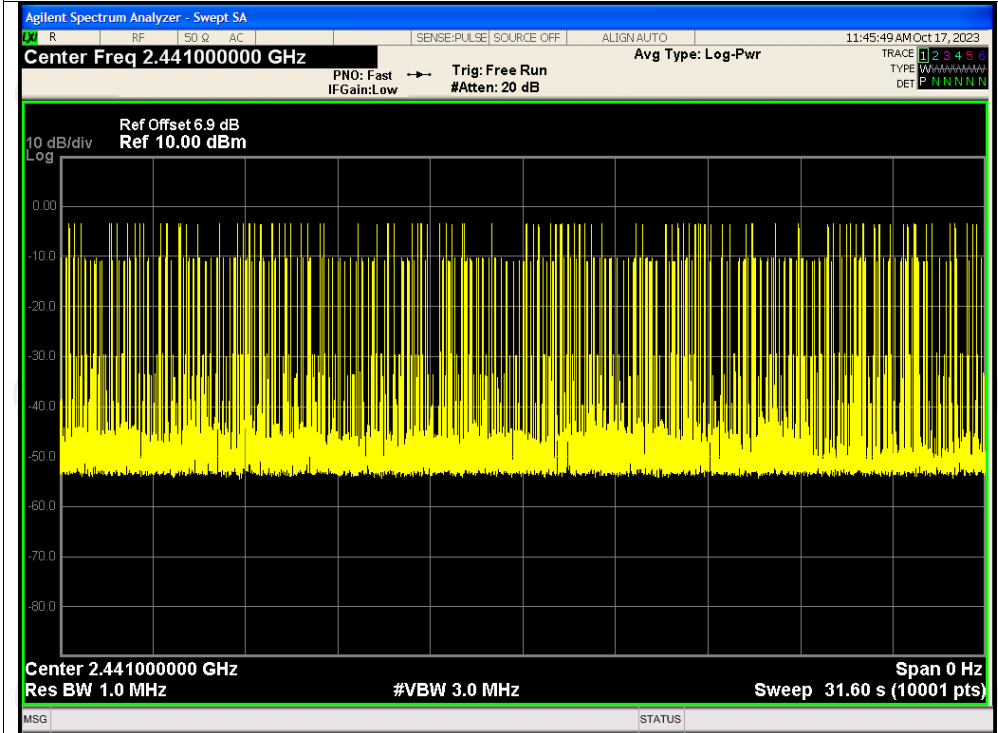 Agilent Spectrum Analyzer - Swept SA
LXI R RF 50 Ω AC SENSE:PULSE SOURCE OFF ALIGN AUTO 11:45:49 AM Oct 17, 2023
Center Freq 2.441000000 GHz Avg Type: Log-Pwr TRACE 1 2 3 4 5 6
PNO: Fast Trig: Free Run TYPE WWWWWW
IFGain:Low #Atten: 20 dB DET P N N N N N
Ref Offset 6.9 dB
10 dB/div Ref 10.00 dBm
Log
0.00
-10.0
-20.0
-30.0
-40.0
-50.0
-60.0
-70.0
-80.0
Center 2.441000000 GHz Span 0 Hz
Res BW 1.0 MHz #VBW 3.0 MHz Sweep 31.60 s (10001 pts)
MSG STATUS